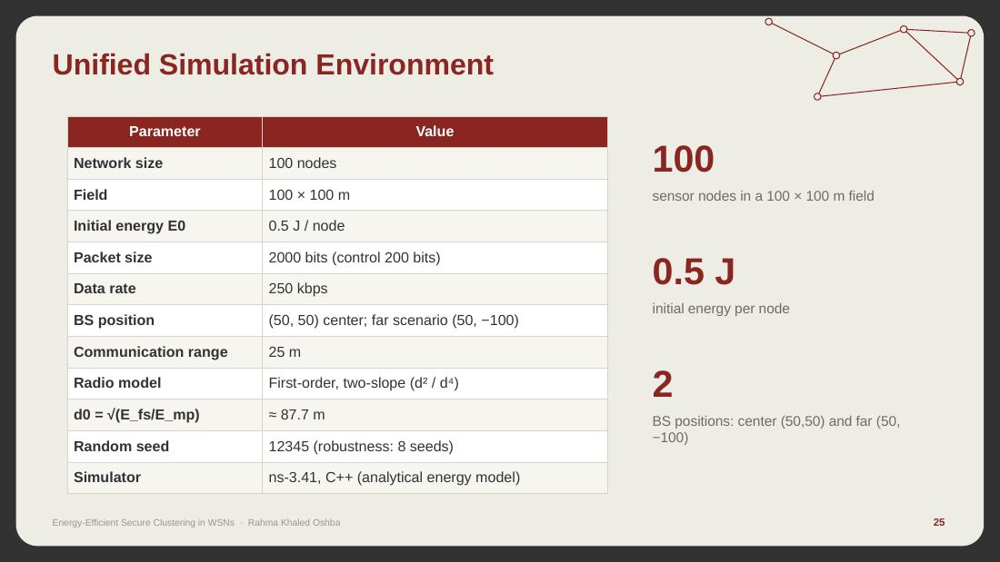 Unified Simulation Environment
Parameter Value
Network size 100 nodes
Field 100 × 100 m
Initial energy E0 0.5 J / node
Packet size 2000 bits (control 200 bits)
Data rate 250 kbps
BS position (50, 50) center; far scenario (50, −100)
Communication range 25 m
Radio model First-order, two-slope (d² / d⁴)
d0 = √(E_fs/E_mp) ≈ 87.7 m
Random seed 12345 (robustness: 8 seeds)
Simulator ns-3.41, C++ (analytical energy model)
100
sensor nodes in a 100 × 100 m field
0.5 J
initial energy per node
2
BS positions: center (50,50) and far (50,
−100)
Energy-Efficient Secure Clustering in WSNs · Rahma Khaled Oshba
25